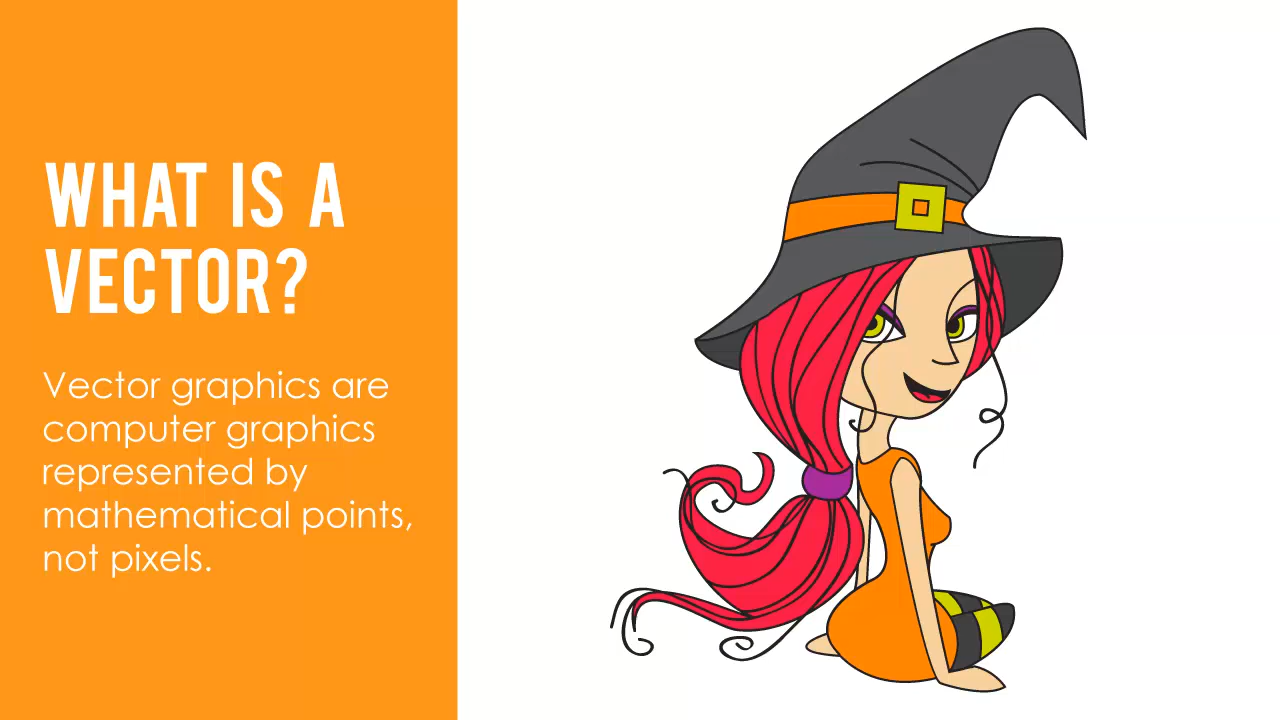 WHAT IS A
VECTOR?
Vector graphics are
computer graphics
represented by
mathematical points,
not pixels.